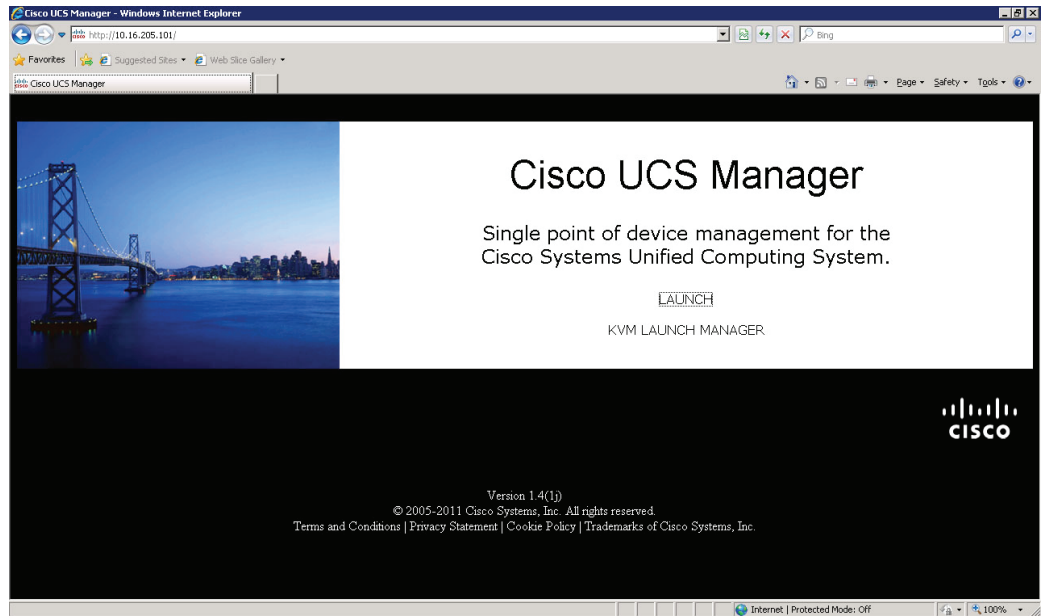 Cisco UCS Manager - Windows Internet Explorer
http://10.16.205.101/
Bing
Favorites
Suggested Sites
Web Slice Gallery
Cisco UCS Manager
Page
Safety
Tools
Cisco UCS Manager
Single point of device management for the
Cisco Systems Unified Computing System.
LAUNCH
KVM LAUNCH MANAGER
CISCO
Version 1.4(1j)
© 2005-2011 Cisco Systems, Inc. All rights reserved.
Terms and Conditions | Privacy Statement | Cookie Policy | Trademarks of Cisco Systems, Inc.
Internet | Protected Mode: Off
100%